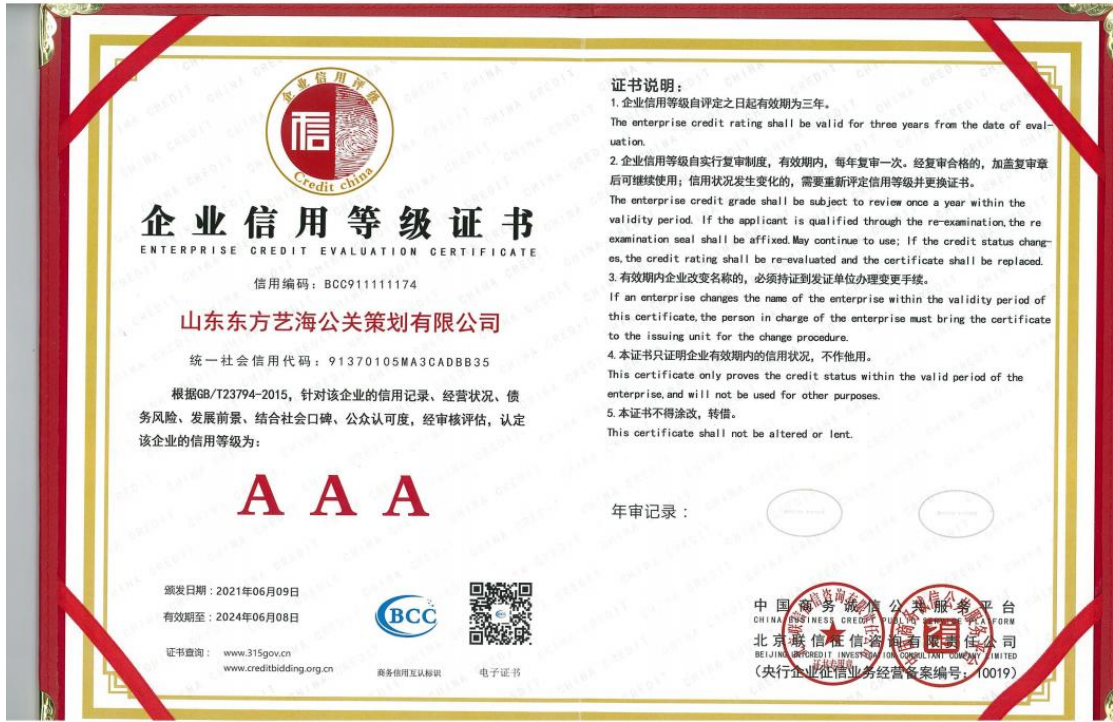 企业信用评级
信
Credit china
企业信用等级证书
ENTERPRISE CREDIT EVALUATION CERTIFICATE
信用编码：BCC911111174
山东东方艺海公关策划有限公司
统一社会信用代码：91370105MA3CADBB35
根据GB/T23794-2015，针对该企业的信用记录、经营状况、债
务风险、发展前景、结合社会口碑、公众认可度，经审核评估，认定
该企业的信用等级为：
AAA
颁发日期：2021年06月09日
有效期至：2024年06月08日
证书查询： www.315gov.cn
www.creditbidding.org.cn
BCC
商务信用互认标识
电子证书
证书说明：
1. 企业信用等级自评定之日起有效期为三年。
The enterprise credit rating shall be valid for three years from the date of eval-
uation.
2. 企业信用等级自实行复审制度，有效期内，每年复审一次。经复审合格的，加盖复审章
后可继续使用；信用状况发生变化的，需要重新评定信用等级并更换证书。
The enterprise credit grade shall be subject to review once a year within the
validity period. If the applicant is qualified through the re-examination, the re
examination seal shall be affixed. May continue to use; If the credit status chang-
es, the credit rating shall be re-evaluated and the certificate shall be replaced.
3. 有效期内企业改变名称的，必须持证到发证单位办理变更手续。
If an enterprise changes the name of the enterprise within the validity period of
this certificate, the person in charge of the enterprise must bring the certificate
to the issuing unit for the change procedure.
4. 本证书只证明企业有效期内的信用状况，不作他用。
This certificate only proves the credit status within the valid period of the
enterprise, and will not be used for other purposes.
5. 本证书不得涂改，转借。
This certificate shall not be altered or lent.
年审记录：
中国商务诚信公共服务平台
CHINA BUSINESS CREDIT PUBLIC SERVICE PLATFORM
北京联信征信咨询有限责任公司
BEIJING UNICREDIT INVESTIGATION CONSULTANT COMPANY LIMITED
（央行企业征信业务经营备案编号：10019）
证书专用章